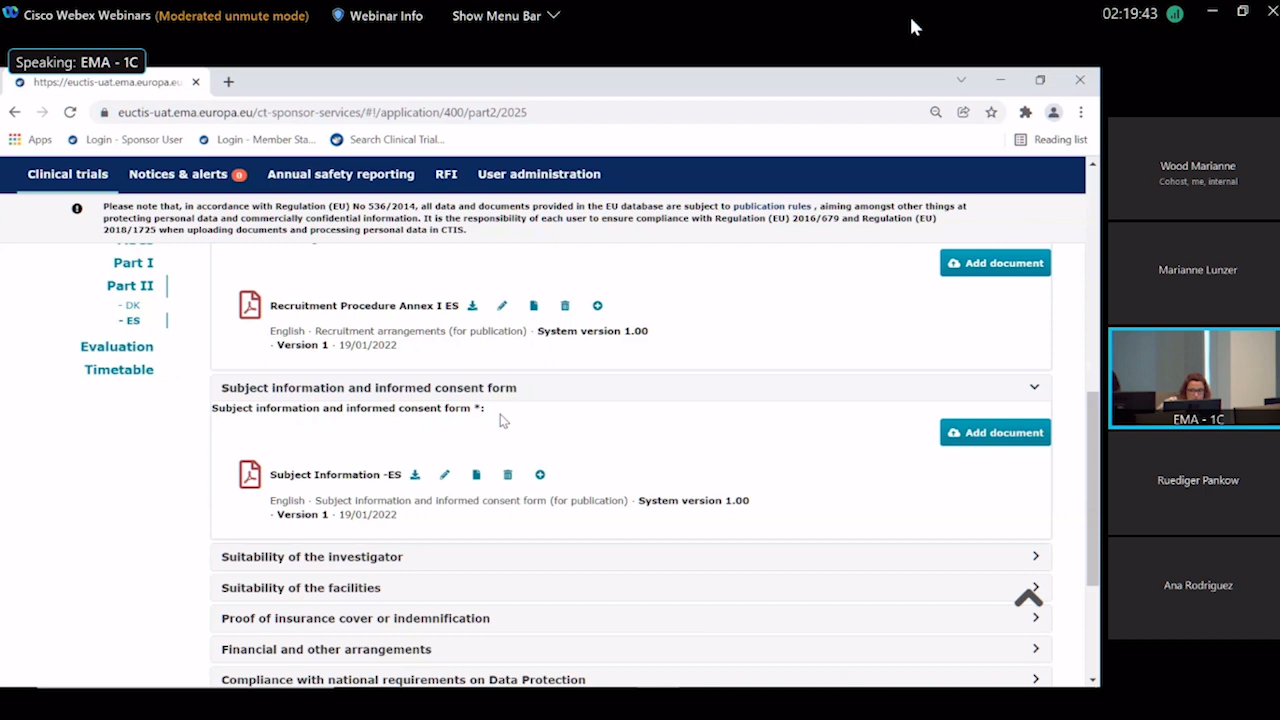 Cisco Webex Webinars (Moderated unmute mode) Webinar Info Show Menu Bar 02:19:43
Speaking: EMA - 1C
https://euctis-uat.ema.europa.eu
euctis-uat.ema.europa.eu/ct-sponsor-services/#!/application/400/part2/2025
Apps Login - Sponsor User Login - Member Sta... Search Clinical Trial... Reading list
Clinical trials Notices & alerts 0 Annual safety reporting RFI User administration
Please note that, in accordance with Regulation (EU) No 536/2014, all data and documents provided in the EU database are subject to publication rules , aiming amongst other things at
protecting personal data and commercially confidential information. It is the responsibility of each user to ensure compliance with Regulation (EU) 2016/679 and Regulation (EU)
2018/1725 when uploading documents and processing personal data in CTIS.
Part I
Part II
- DK
- ES
Evaluation
Timetable
Add document
Recruitment Procedure Annex I ES
English · Recruitment arrangements (for publication) · System version 1.00
· Version 1 · 19/01/2022
Subject information and informed consent form
Subject information and informed consent form *:
Add document
Subject Information -ES
English · Subject information and informed consent form (for publication) · System version 1.00
· Version 1 · 19/01/2022
Suitability of the investigator
Suitability of the facilities
Proof of insurance cover or indemnification
Financial and other arrangements
Compliance with national requirements on Data Protection
Wood Marianne
Cohost, me, internal
Marianne Lunzer
EMA - 1C
Ruediger Pankow
Ana Rodriguez